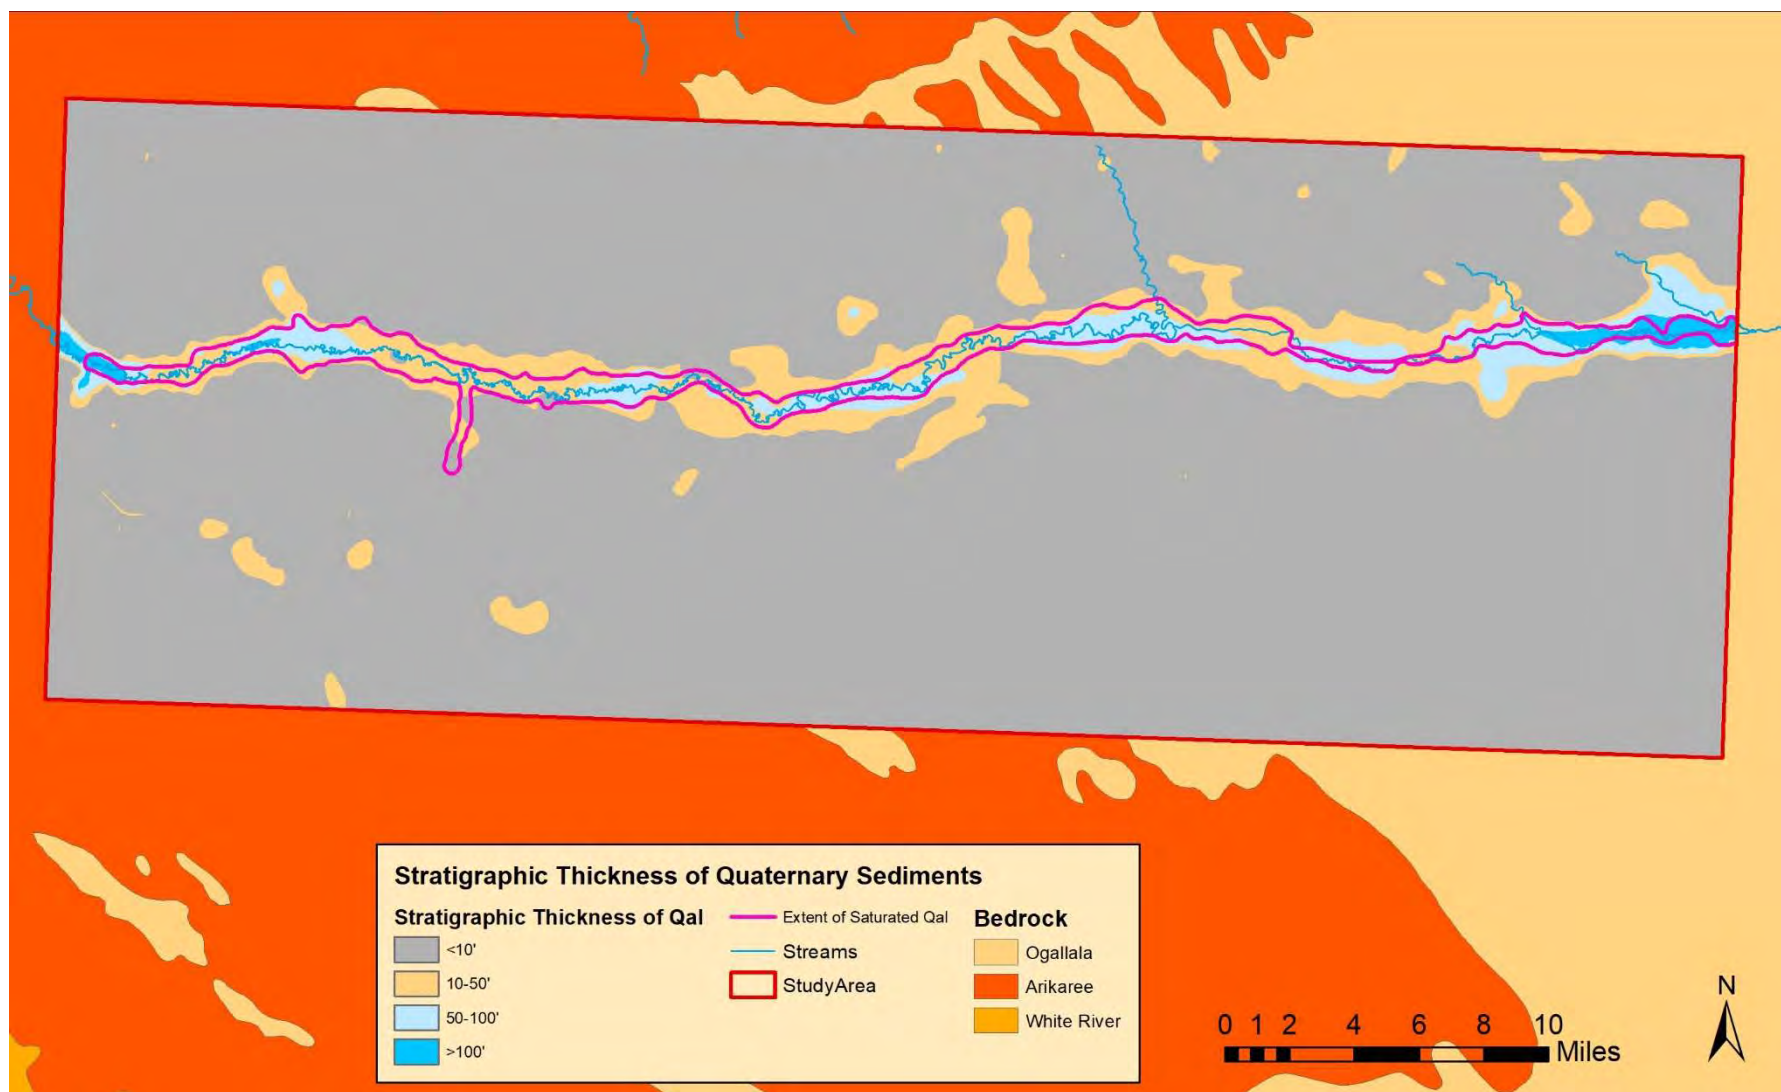 Stratigraphic Thickness of Quaternary Sediments
Stratigraphic Thickness of Qal
<10'
10-50'
50-100'
>100'
Extent of Saturated Qal
Streams
StudyArea
Bedrock
Ogallala
Arikaree
White River
0 1 2 4 6 8 10
Miles
N